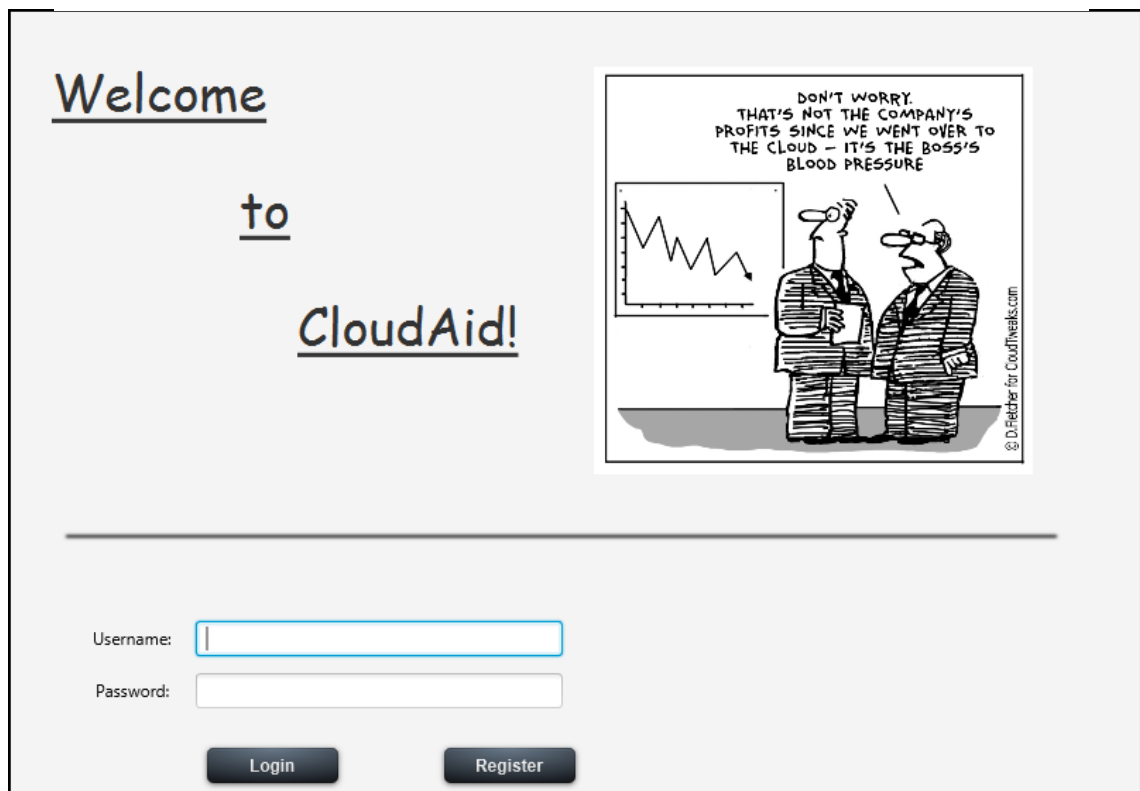 Welcome
to
CloudAid!
DON'T WORRY.
THAT'S NOT THE COMPANY'S
PROFITS SINCE WE WENT OVER TO
THE CLOUD – IT'S THE BOSS'S
BLOOD PRESSURE
© D.Fletcher for CloudTweaks.com
Username:
Password:
Login
Register